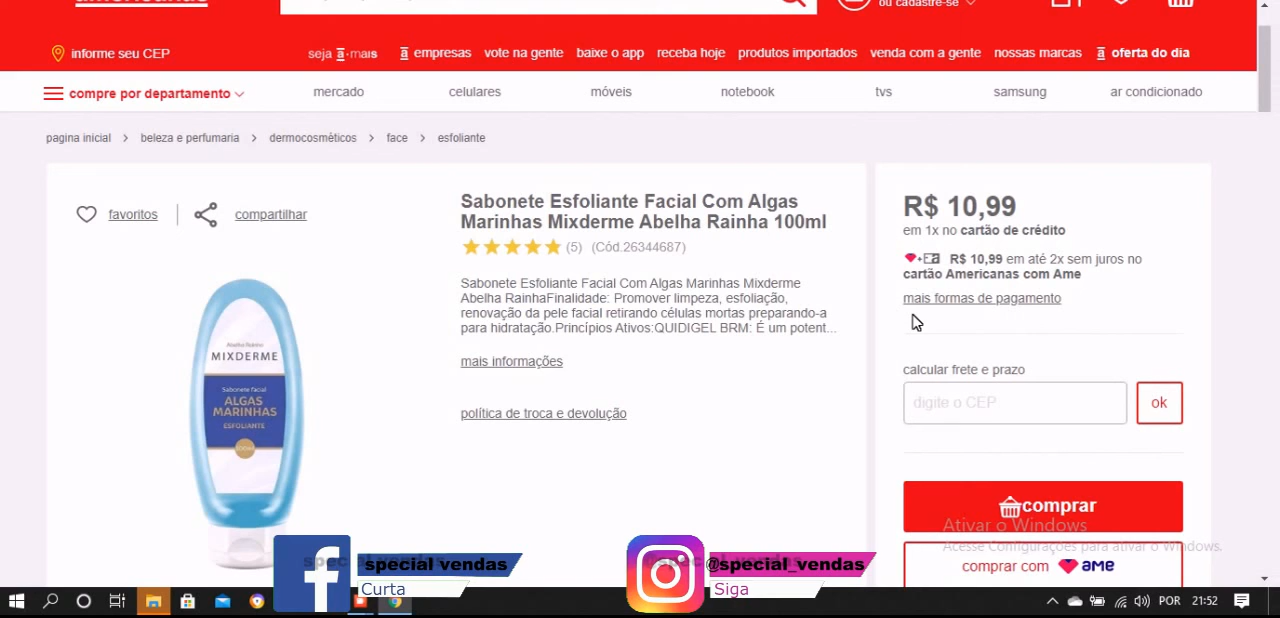 americanas
ou cadastre-se
informe seu CEP
seja a-mais
a empresas
vote na gente
baixe o app
receba hoje
produtos importados
venda com a gente
nossas marcas
a oferta do dia
compre por departamento
mercado
celulares
móveis
notebook
tvs
samsung
ar condicionado
pagina inicial > beleza e perfumaria > dermocosméticos > face > esfoliante
favoritos
compartilhar
Sabonete Esfoliante Facial Com Algas
Marinhas Mixderme Abelha Rainha 100ml
(5) (Cód.26344687)
Sabonete Esfoliante Facial Com Algas Marinhas Mixderme
Abelha RainhaFinalidade: Promover limpeza, esfoliação,
renovação da pele facial retirando células mortas preparando-a
para hidratação.Princípios Ativos:QUIDIGEL BRM: É um potent...
mais informações
política de troca e devolução
Abelha Rainha
MIXDERME
Sabonete Facial
ALGAS
MARINHAS
ESFOLIANTE
R$ 10,99
em 1x no cartão de crédito
R$ 10,99 em até 2x sem juros no
cartão Americanas com Ame
mais formas de pagamento
calcular frete e prazo
digite o CEP
ok
comprar
Ativar o Windows
Acesse Configurações para ativar o Windows.
comprar com AME
special vendas
Curta
@special_vendas
Siga
POR
21:52